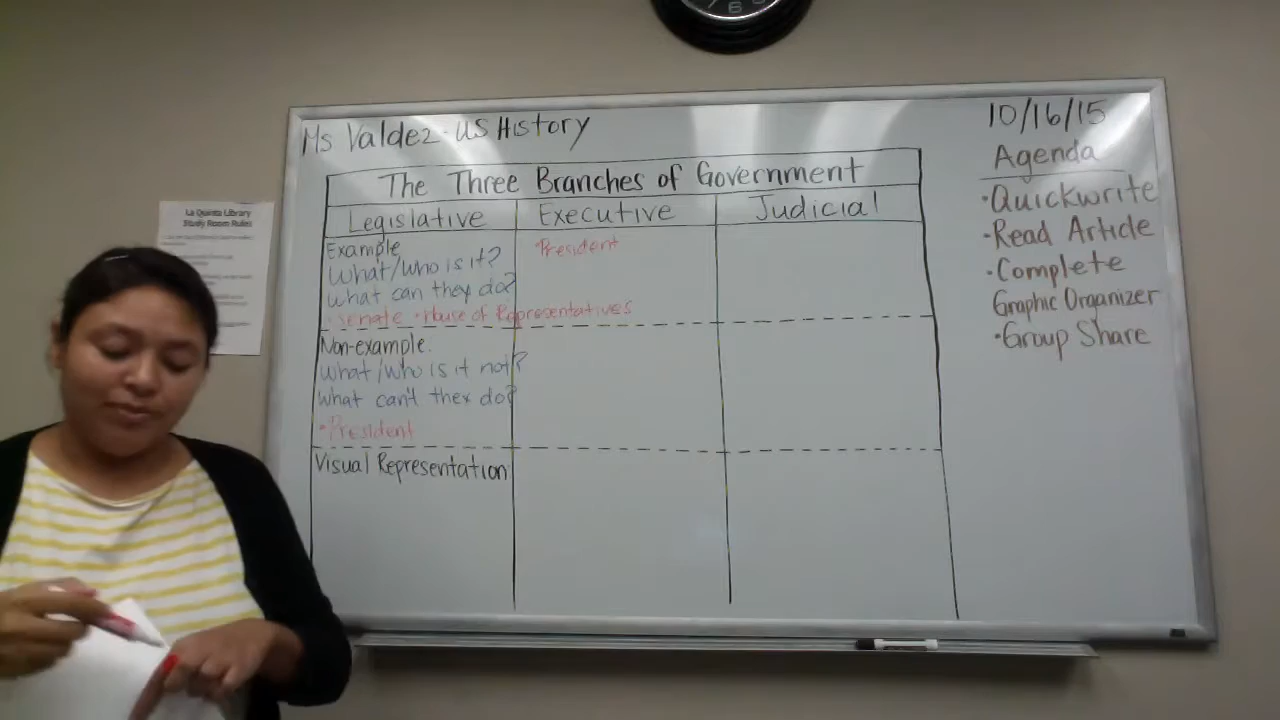 Ms Valdez - US History
10/16/15
Agenda
• Quickwrite
• Read Article
• Complete
Graphic Organizer
• Group Share
The Three Branches of Government
Legislative
Executive
Judicial
Example
What/Who is it?
What can they do?
• Senate • House of Representatives
• President
Non-example.
What/who is it not?
What can't they do?
• President
Visual Representation
La Quinta Library
Study Room Rules
6